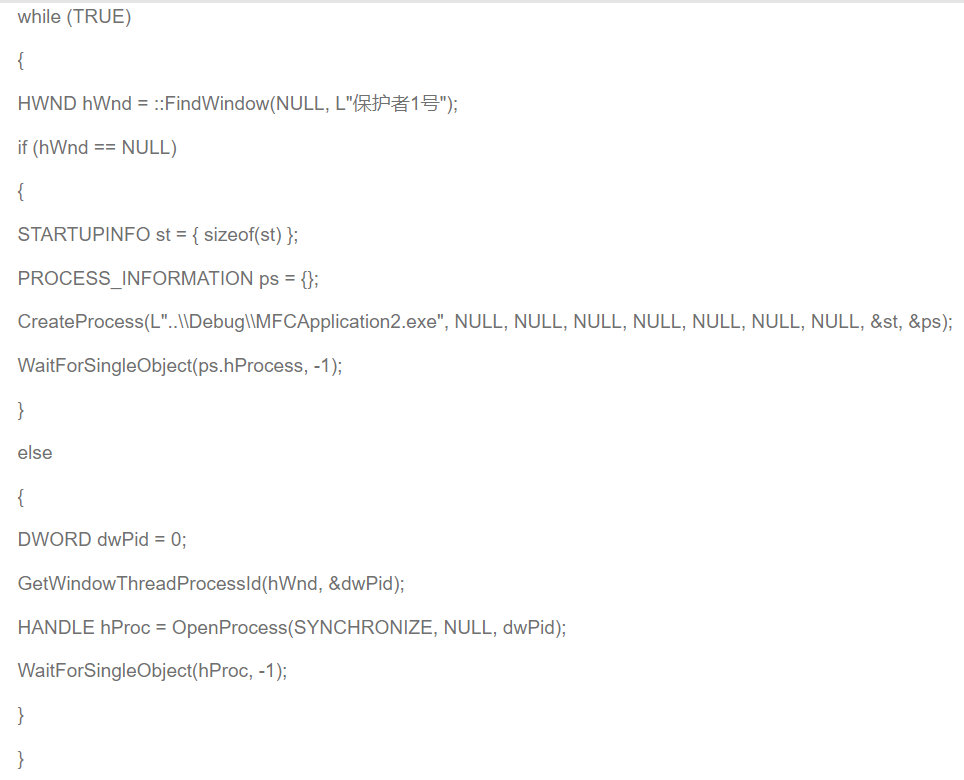 while (TRUE)
{
HWND hWnd = ::FindWindow(NULL, L"保护者1号");
if (hWnd == NULL)
{
STARTUPINFO st = { sizeof(st) };
PROCESS_INFORMATION ps = {};
CreateProcess(L"..\\Debug\\MFCApplication2.exe", NULL, NULL, NULL, NULL, NULL, NULL, NULL, &st, &ps);
WaitForSingleObject(ps.hProcess, -1);
}
else
{
DWORD dwPid = 0;
GetWindowThreadProcessId(hWnd, &dwPid);
HANDLE hProc = OpenProcess(SYNCHRONIZE, NULL, dwPid);
WaitForSingleObject(hProc, -1);
}
}